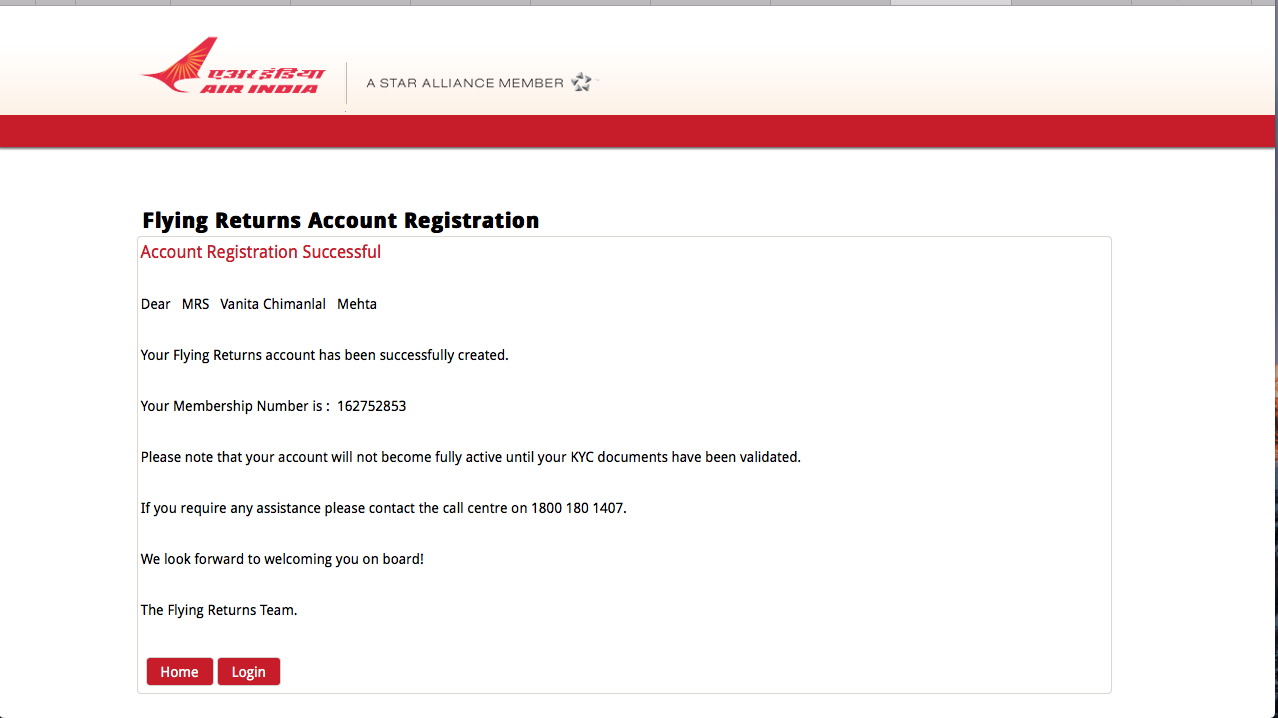 एअर इंडिया
AIR INDIA
A STAR ALLIANCE MEMBER
Flying Returns Account Registration
Account Registration Successful
Dear MRS Vanita Chimanlal Mehta
Your Flying Returns account has been successfully created.
Your Membership Number is : 162752853
Please note that your account will not become fully active until your KYC documents have been validated.
If you require any assistance please contact the call centre on 1800 180 1407.
We look forward to welcoming you on board!
The Flying Returns Team.
Home Login